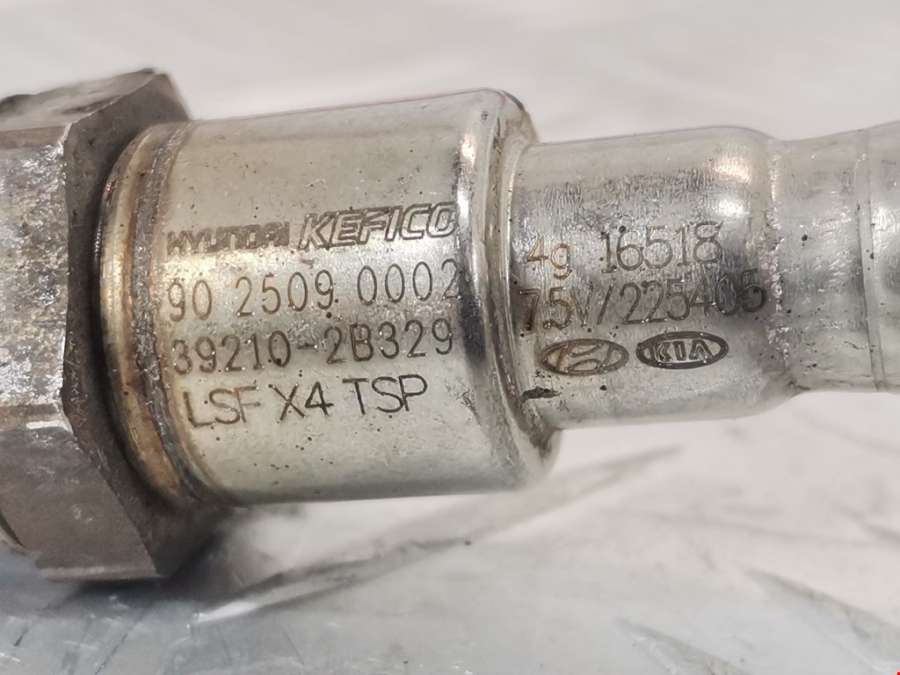 HYUNDAI KEFICO
90 2509 0002
39210-2B329
LSF X4 TSP
4g 16518
7.5V/225405
KIA